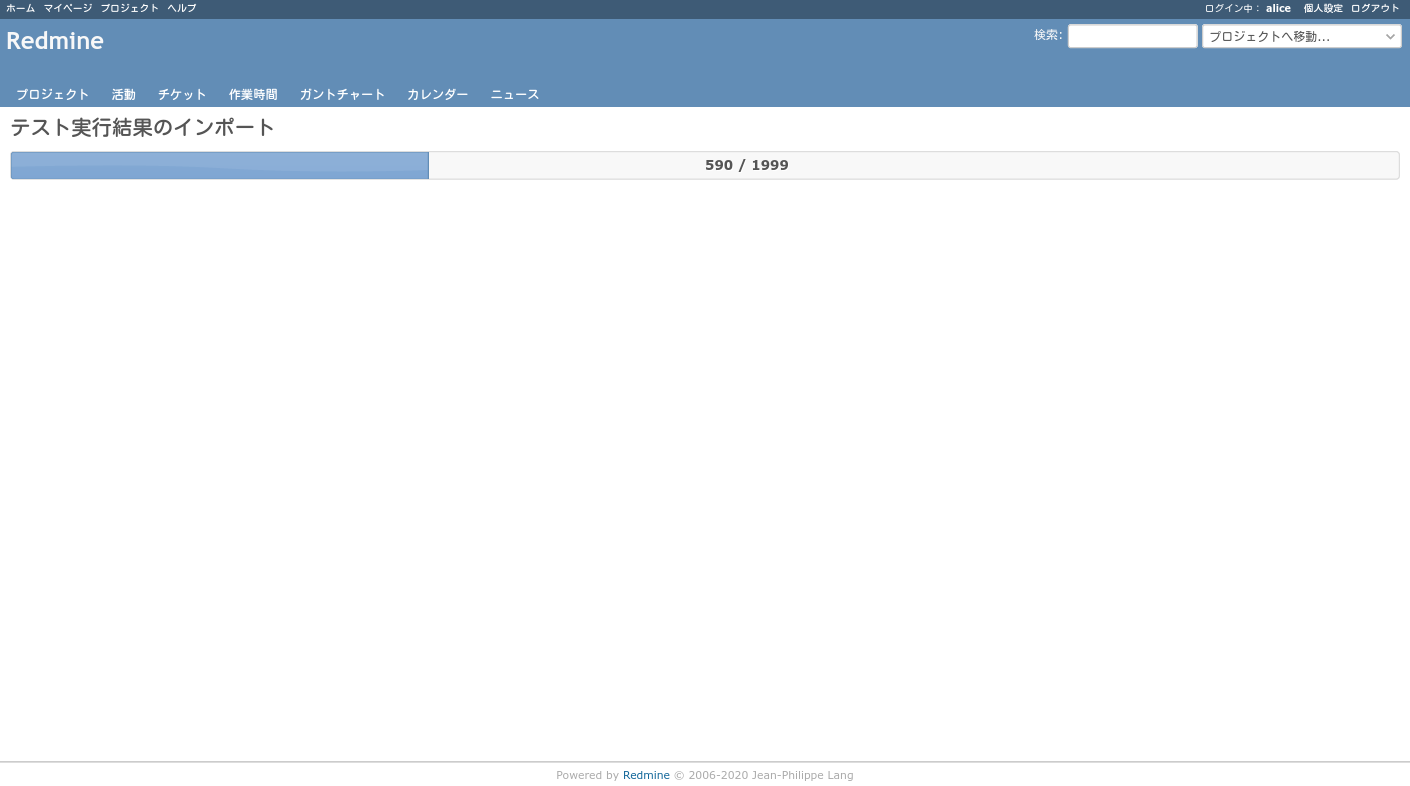 ホーム マイページ プロジェクト ヘルプ ログイン中： alice 個人設定 ログアウト
Redmine 検索: プロジェクトへ移動...
プロジェクト 活動 チケット 作業時間 ガントチャート カレンダー ニュース
テスト実行結果のインポート
590 / 1999
Powered by Redmine © 2006-2020 Jean-Philippe Lang